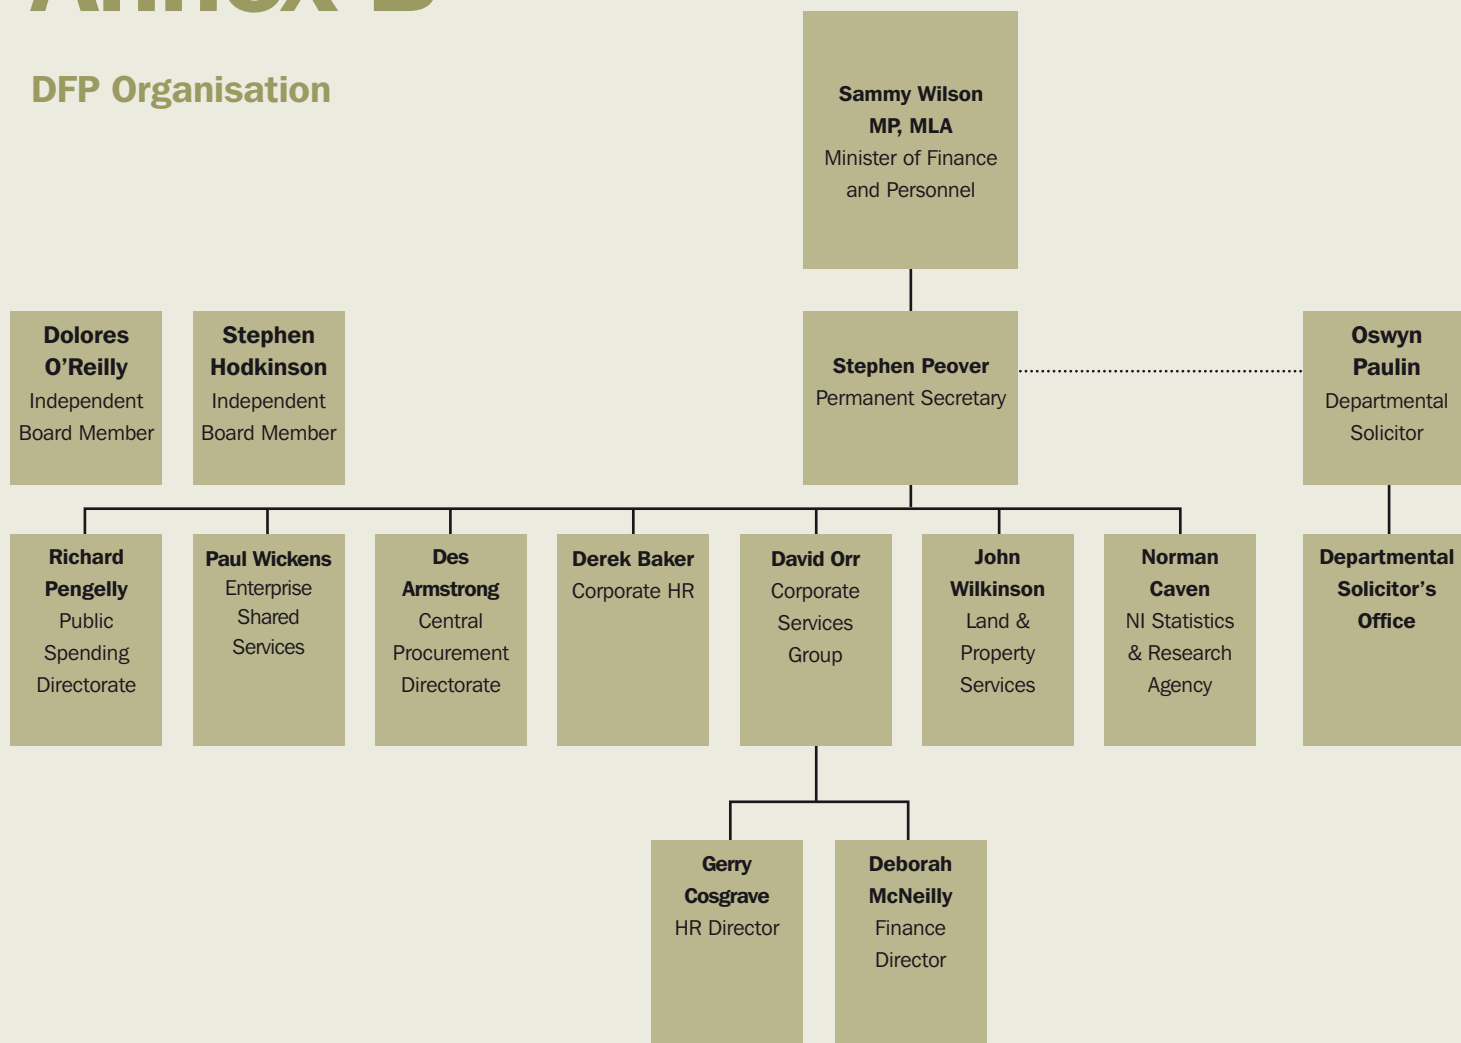 DFP Organisation
Sammy Wilson
MP, MLA
Minister of Finance
and Personnel
Dolores
O’Reilly
Independent
Board Member
Stephen
Hodkinson
Independent
Board Member
Stephen Peover
Permanent Secretary
Oswyn
Paulin
Departmental
Solicitor
Richard
Pengelly
Public
Spending
Directorate
Paul Wickens
Enterprise
Shared
Services
Des
Armstrong
Central
Procurement
Directorate
Derek Baker
Corporate HR
David Orr
Corporate
Services
Group
John
Wilkinson
Land &
Property
Services
Norman
Caven
NI Statistics
& Research
Agency
Departmental
Solicitor’s
Office
Gerry
Cosgrave
HR Director
Deborah
McNeilly
Finance
Director